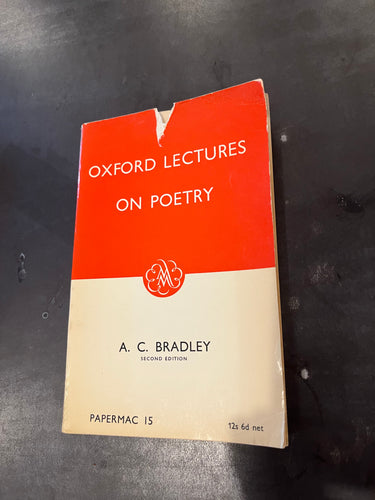 OXFORD LECTURES
ON POETRY
M
A. C. BRADLEY
SECOND EDITION
PAPERMAC 15
12s 6d net